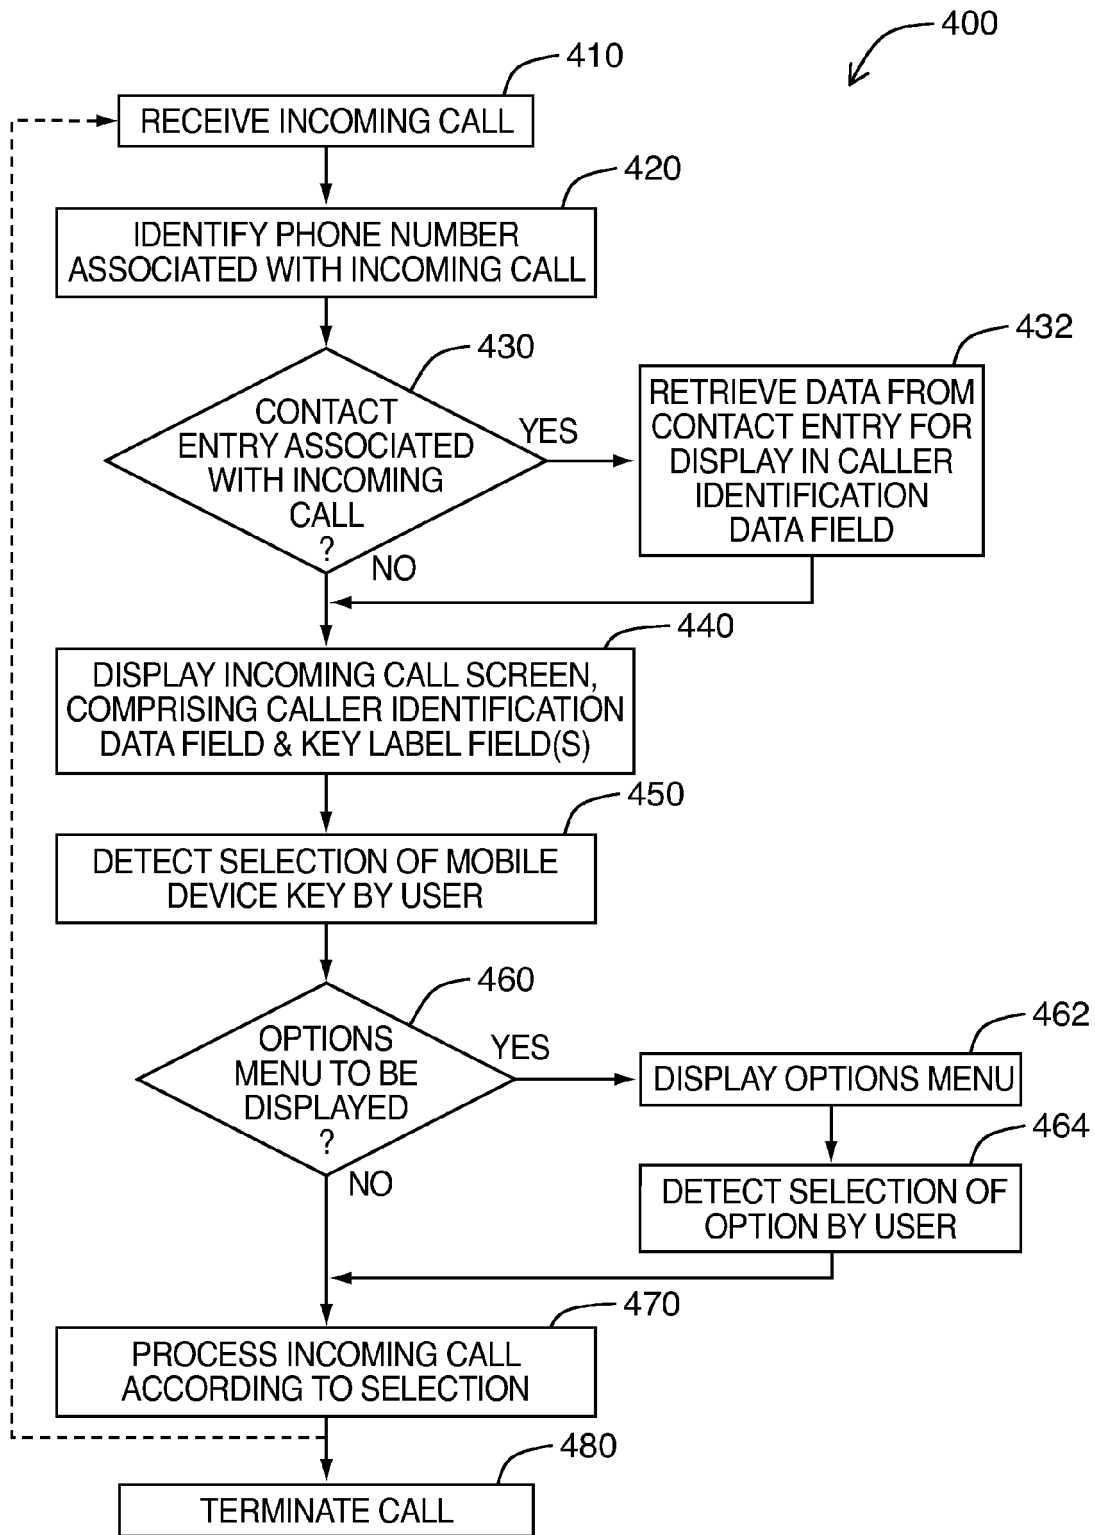 400
410
RECEIVE INCOMING CALL
420
IDENTIFY PHONE NUMBER
ASSOCIATED WITH INCOMING CALL
430
CONTACT
ENTRY ASSOCIATED
WITH INCOMING
CALL
?
YES
NO
432
RETRIEVE DATA FROM
CONTACT ENTRY FOR
DISPLAY IN CALLER
IDENTIFICATION
DATA FIELD
440
DISPLAY INCOMING CALL SCREEN,
COMPRISING CALLER IDENTIFICATION
DATA FIELD & KEY LABEL FIELD(S)
450
DETECT SELECTION OF MOBILE
DEVICE KEY BY USER
460
OPTIONS
MENU TO BE
DISPLAYED
?
YES
NO
462
DISPLAY OPTIONS MENU
464
DETECT SELECTION OF
OPTION BY USER
470
PROCESS INCOMING CALL
ACCORDING TO SELECTION
480
TERMINATE CALL